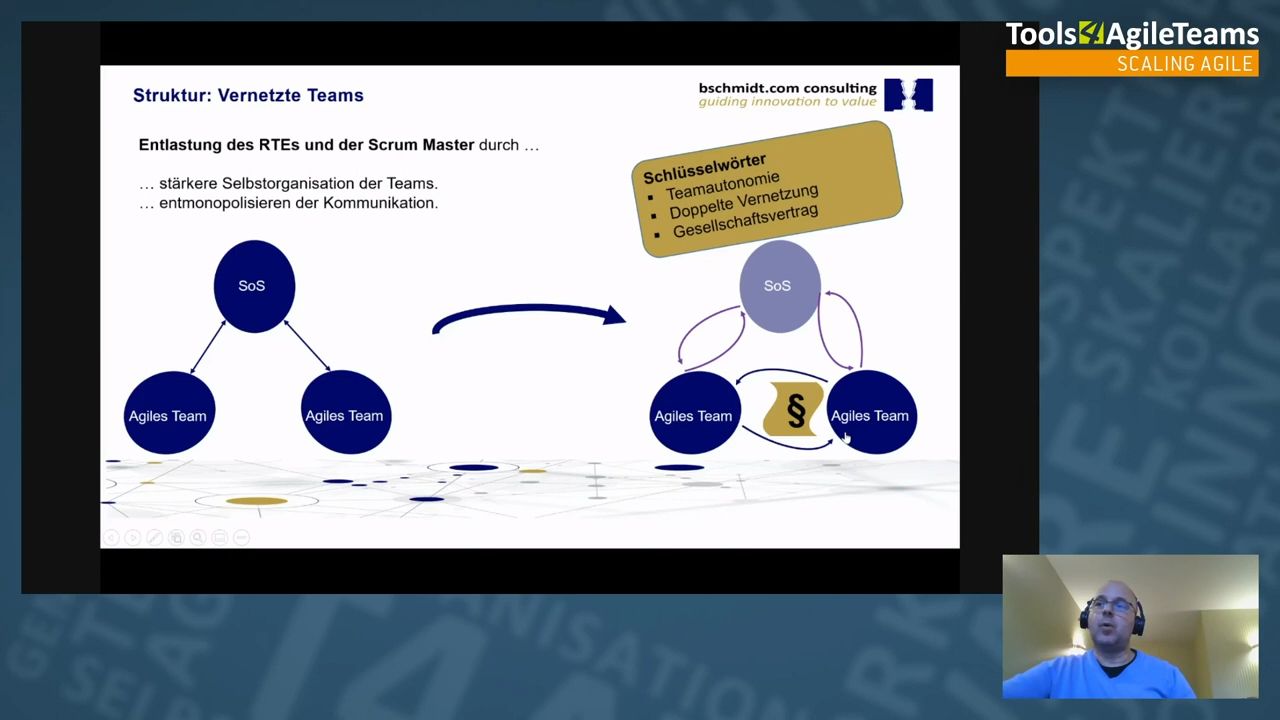 Tools4AgileTeams
SCALING AGILE
Struktur: Vernetzte Teams
bschmidt.com consulting
guiding innovation to value
Entlastung des RTEs und der Scrum Master durch …
… stärkere Selbstorganisation der Teams.
… entmonopolisieren der Kommunikation.
Schlüsselwörter
▪ Teamautonomie
▪ Doppelte Vernetzung
▪ Gesellschaftsvertrag
SoS
SoS
Agiles Team
Agiles Team
Agiles Team
§
Agiles Team